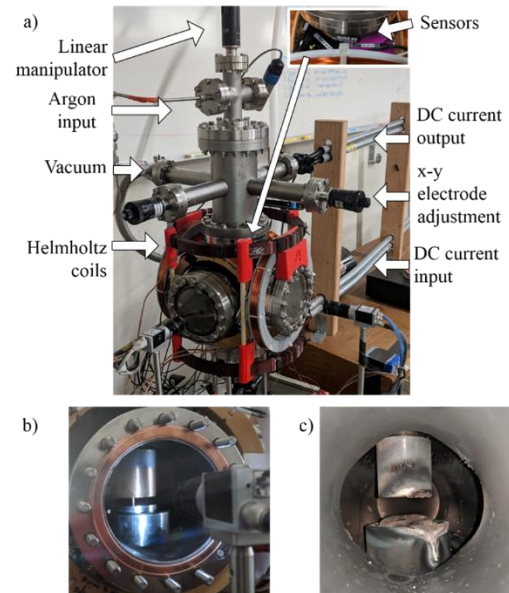 a)
Sensors
Linear
manipulator
Argon
input
DC current
output
Vacuum
x-y
electrode
adjustment
Helmholtz
coils
DC current
input
b)
c)